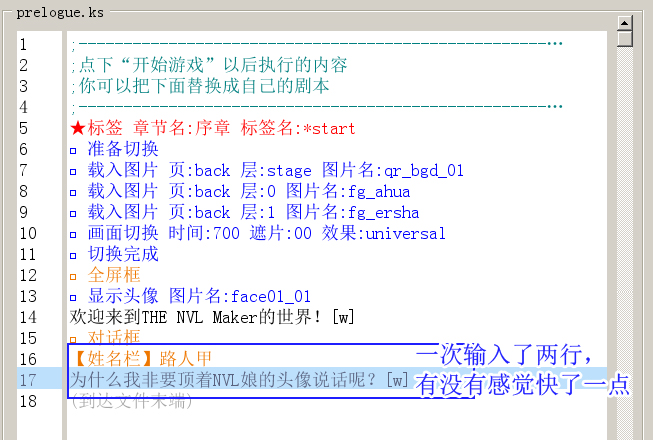 prelogue.ks
1 ;---------------------------------------------…
2 ;点下“开始游戏”以后执行的内容
3 ;你可以把下面替换成自己的剧本
4 ;---------------------------------------------…
5 ★标签 章节名:序章 标签名:*start
6 准备切换
7 载入图片 页:back 层:stage 图片名:qr_bgd_01
8 载入图片 页:back 层:0 图片名:fg_ahua
9 载入图片 页:back 层:1 图片名:fg_ersha
10 画面切换 时间:700 遮片:00 效果:universal
11 切换完成
12 全屏框
13 显示头像 图片名:face01_01
14 欢迎来到THE NVL Maker的世界！[w]
15 对话框
16 【姓名栏】路人甲
17 为什么我非要顶着NVL娘的头像说话呢？[w]
18 (到达文件末端)
一次输入了两行，
有没有感觉快了一点